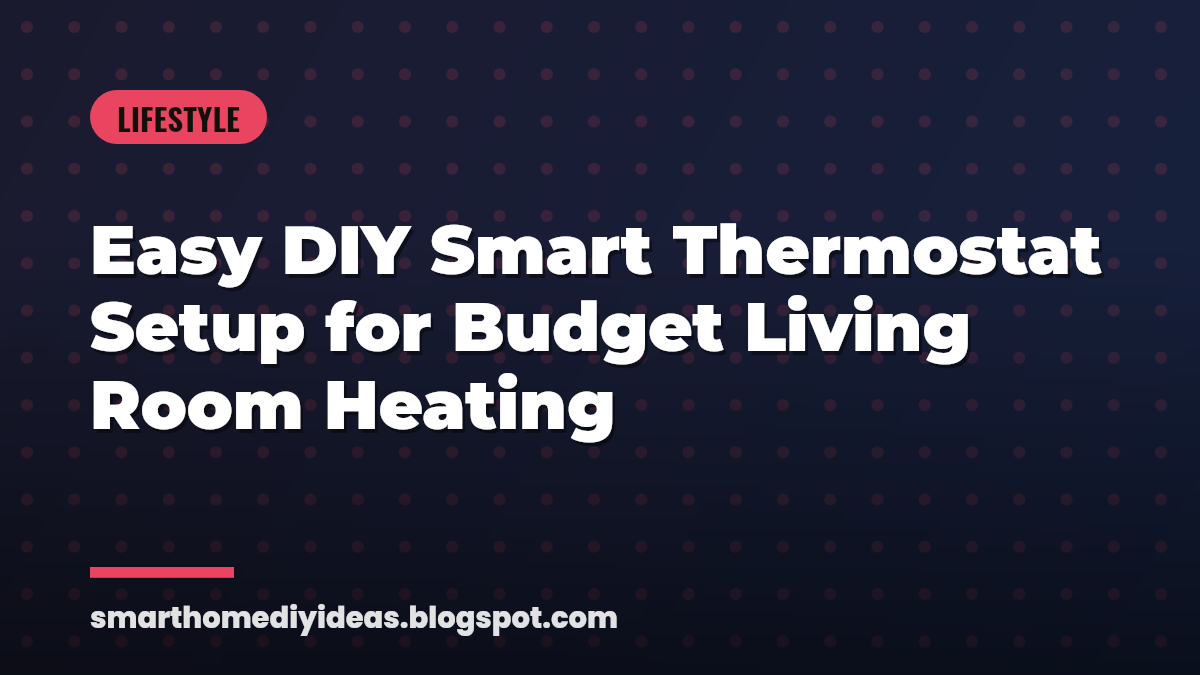 LIFESTYLE
Easy DIY Smart Thermostat
Setup for Budget Living
Room Heating
smarthomediyideas.blogspot.com